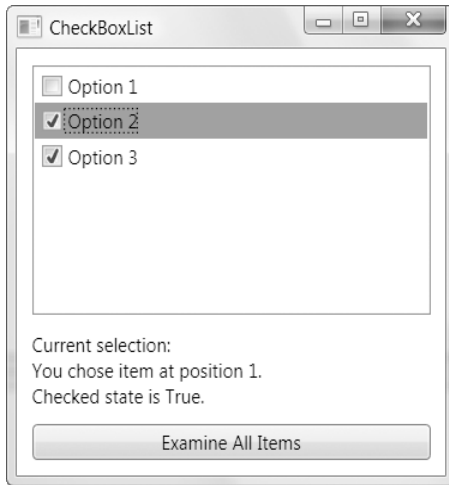 CheckBoxList
Option 1
Option 2
Option 3
Current selection:
You chose item at position 1.
Checked state is True.
Examine All Items